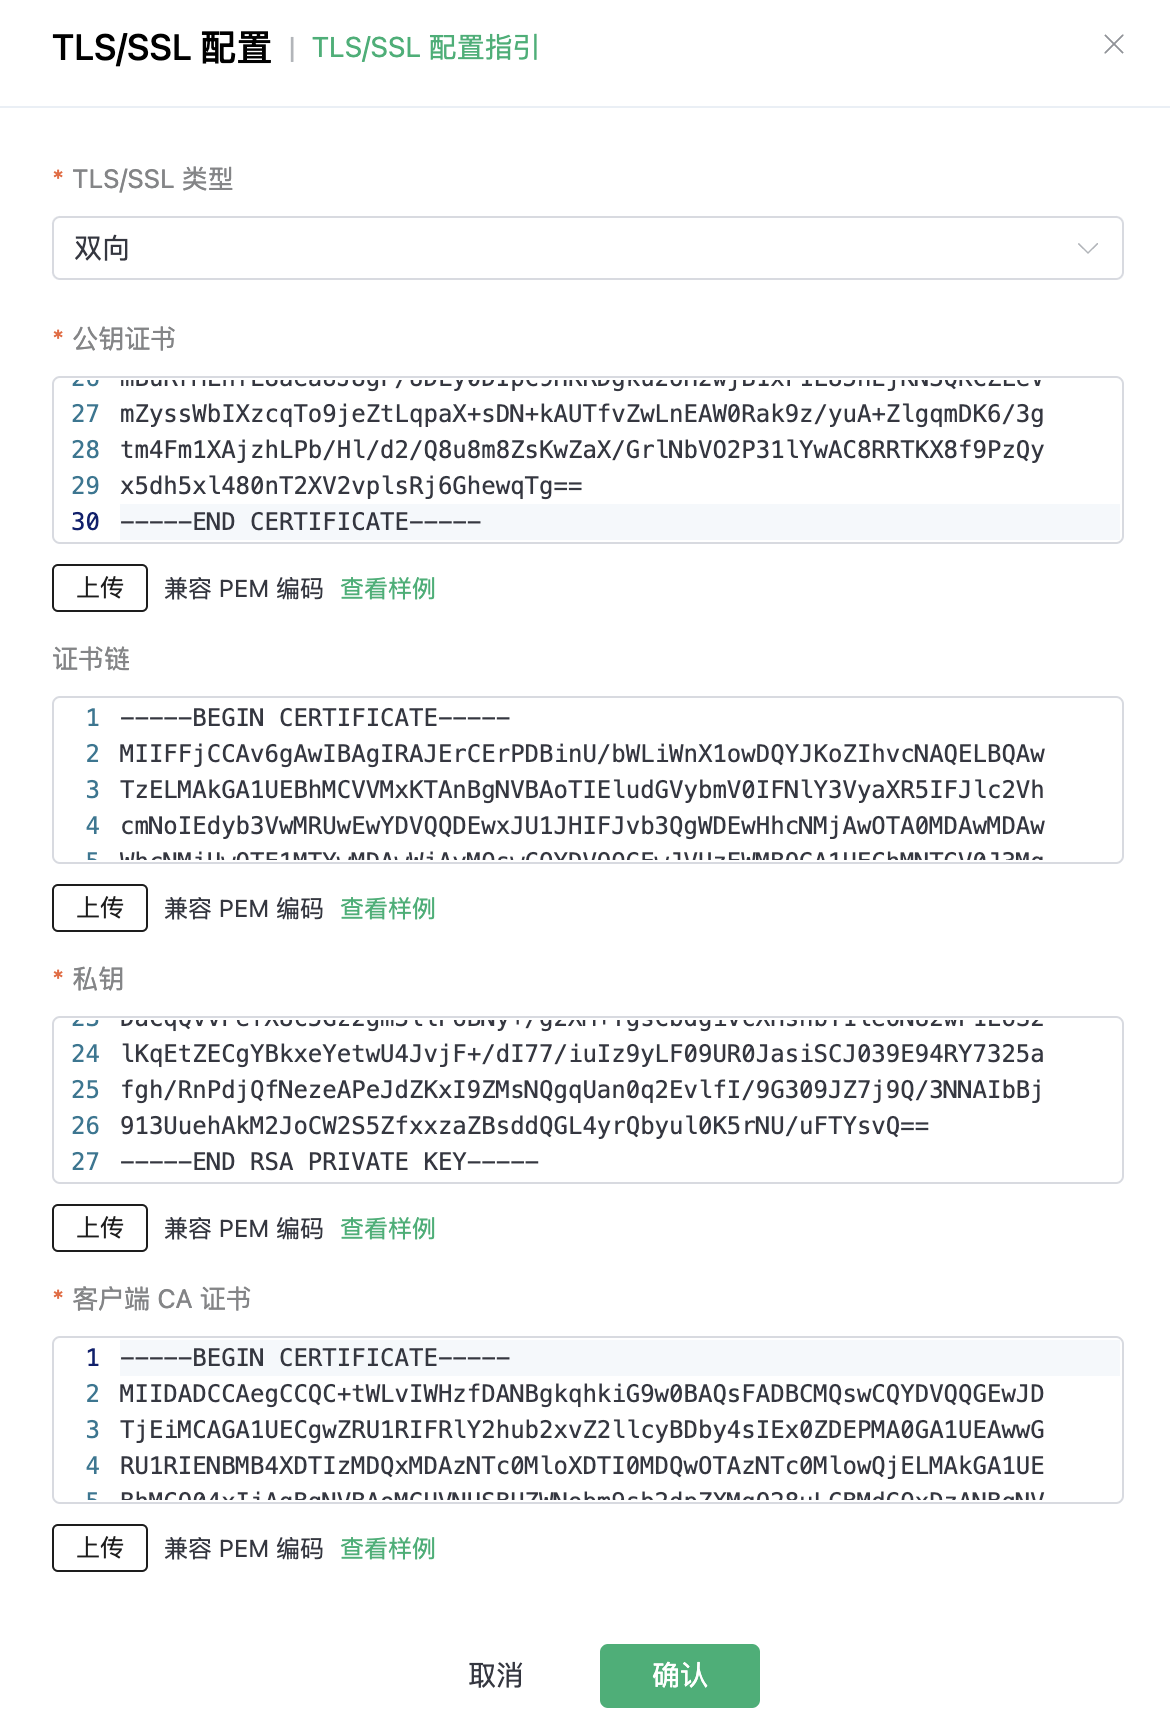 TLS/SSL 配置 | TLS/SSL 配置指引
* TLS/SSL 类型
双向
* 公钥证书
27 mZyssWbIXzcqTo9jeZtLqpaX+sDN+kAUTfvZwLnEAW0Rak9z/yuA+ZlgqmDK6/3g
28 tm4Fm1XAjzhLPb/Hl/d2/Q8u8m8ZsKwZaX/GrlNbVO2P31lYwAC8RRTKX8f9PzQy
29 x5dh5xl480nT2XV2vplsRj6GhewqTg==
30 -----END CERTIFICATE-----
上传 兼容 PEM 编码 查看样例
证书链
1 -----BEGIN CERTIFICATE-----
2 MIIFFjCCAv6gAwIBAgIRAJErCErPDBinU/bWLiWnX1owDQYJKoZIhvcNAQELBQAw
3 TzELMAkGA1UEBhMCVVMxKTAnBgNVBAoTIEludGVybmV0IFNlY3VyaXR5IFJlc2Vh
4 cmNoIEdyb3VwMRUwEwYDVQQDEwxJU1JHIFJvb3QgWDEwHhcNMjAwOTA0MDAwMDAw
上传 兼容 PEM 编码 查看样例
* 私钥
24 lKqEtZECgYBkxeYetwU4JvjF+/dI77/iuIz9yLF09UR0JasiSCJ039E94RY7325a
25 fgh/RnPdjQfNezeAPeJdZKxI9ZMsNQgqUan0q2EvlfI/9G309JZ7j9Q/3NNAIbBj
26 913UuehAkM2JoCW2S5ZfxxzaZBsddQGL4yrQbyul0K5rNU/uFTYsvQ==
27 -----END RSA PRIVATE KEY-----
上传 兼容 PEM 编码 查看样例
* 客户端 CA 证书
1 -----BEGIN CERTIFICATE-----
2 MIIDADCCAegCCQC+tWLvIWHzfDANBgkqhkiG9w0BAQsFADBCMQswCQYDVQQGEwJD
3 TjEiMCAGA1UECgwZRU1RIFRlY2hub2xvZ2llcyBDby4sIEx0ZDEPMA0GA1UEAwwG
4 RU1RIENBMB4XDTIzMDQxMDAzNTc0MloXDTI0MDQwOTAzNTc0MlowQjELMAkGA1UE
上传 兼容 PEM 编码 查看样例
取消 确认